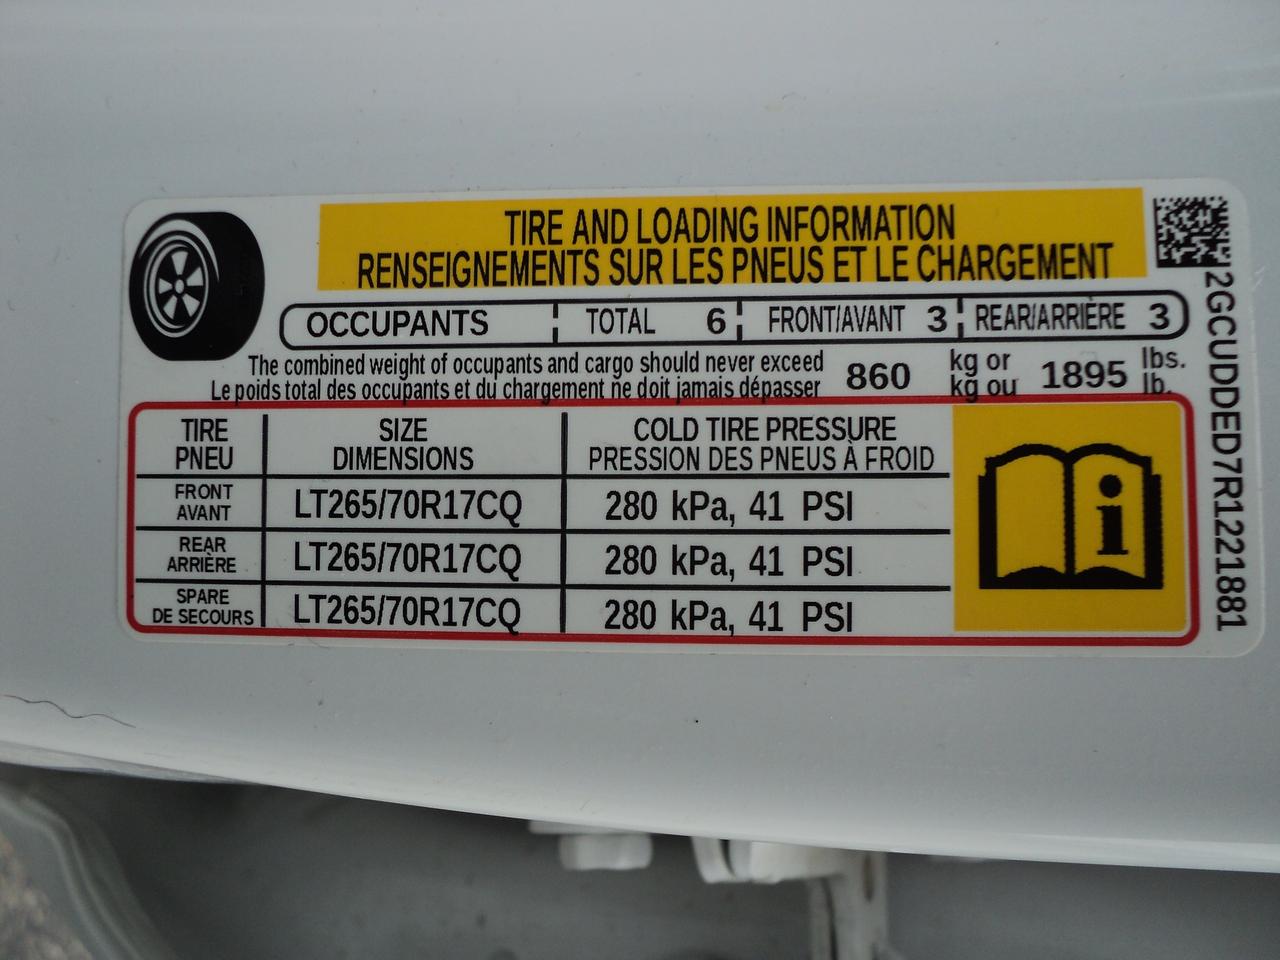 TIRE AND LOADING INFORMATION
RENSEIGNEMENTS SUR LES PNEUS ET LE CHARGEMENT
OCCUPANTS TOTAL 6 FRONT/AVANT 3 REAR/ARRIÈRE 3
The combined weight of occupants and cargo should never exceed 860 kg or 1895 lbs.
Le poids total des occupants et du chargement ne doit jamais dépasser kg ou lb.
TIRE SIZE COLD TIRE PRESSURE
PNEU DIMENSIONS PRESSION DES PNEUS À FROID
FRONT
AVANT LT265/70R17CQ 280 kPa, 41 PSI
REAR
ARRIÈRE LT265/70R17CQ 280 kPa, 41 PSI
SPARE
DE SECOURS LT265/70R17CQ 280 kPa, 41 PSI
i
2GCUDDED7R1221881